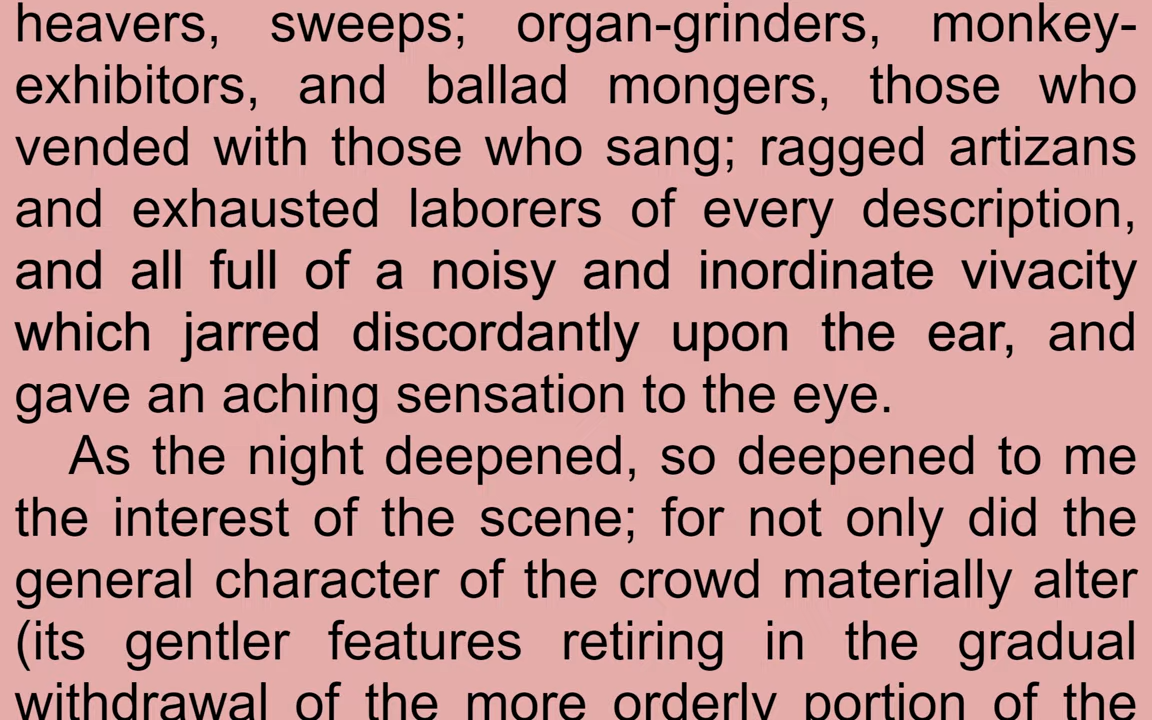 heavers, sweeps; organ-grinders, monkey-
exhibitors, and ballad mongers, those who
vended with those who sang; ragged artizans
and exhausted laborers of every description,
and all full of a noisy and inordinate vivacity
which jarred discordantly upon the ear, and
gave an aching sensation to the eye.
As the night deepened, so deepened to me
the interest of the scene; for not only did the
general character of the crowd materially alter
(its gentler features retiring in the gradual
withdrawal of the more orderly portion of the